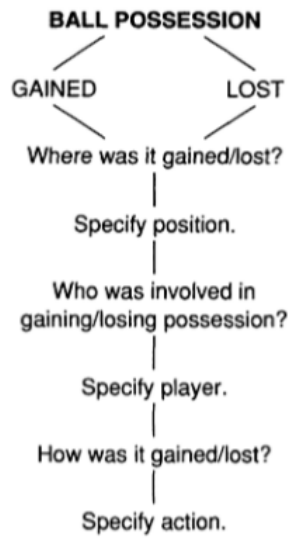 BALL POSSESSION
GAINED LOST
Where was it gained/lost?
Specify position.
Who was involved in
gaining/losing possession?
Specify player.
How was it gained/lost?
Specify action.